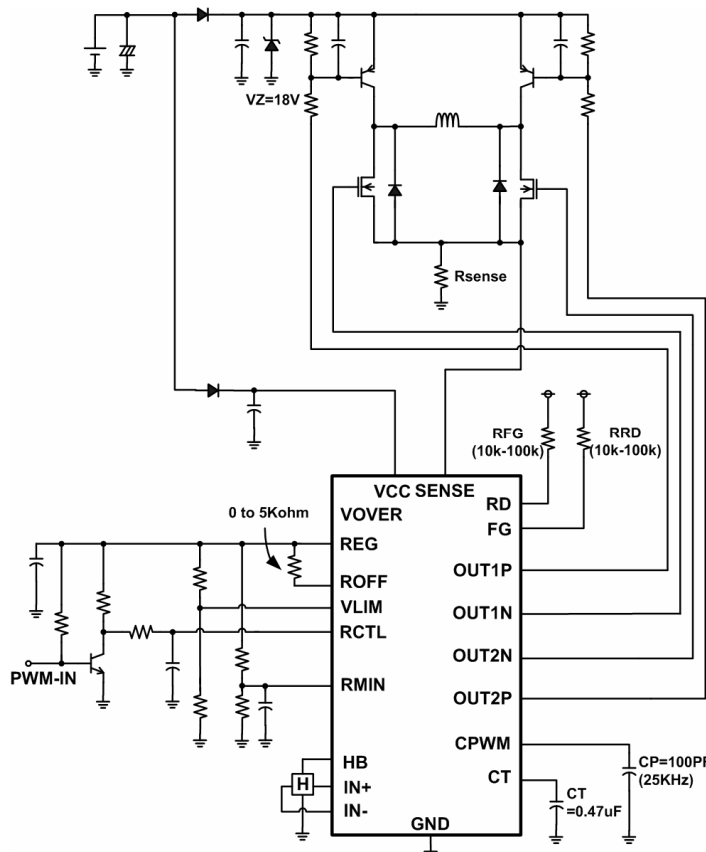 VZ=18V
Rsense
RFG
(10k-100k)
RRD
(10k-100k)
0 to 5Kohm
VCC SENSE
VOVER
REG
ROFF
VLIM
RCTL
RMIN
HB
IN+
IN-
GND
RD
FG
OUT1P
OUT1N
OUT2N
OUT2P
CPWM
CT
PWM-IN
H
CP=100PF
(25KHz)
CT
=0.47uF